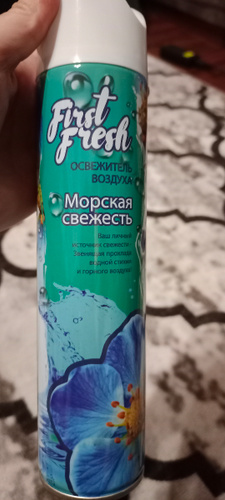 First
Fresh
ОСВЕЖИТЕЛЬ
ВОЗДУХА
Морская
свежесть
Ваш личный
источник свежести.
Звенящая прохлада
водной стихии
и горного воздуха